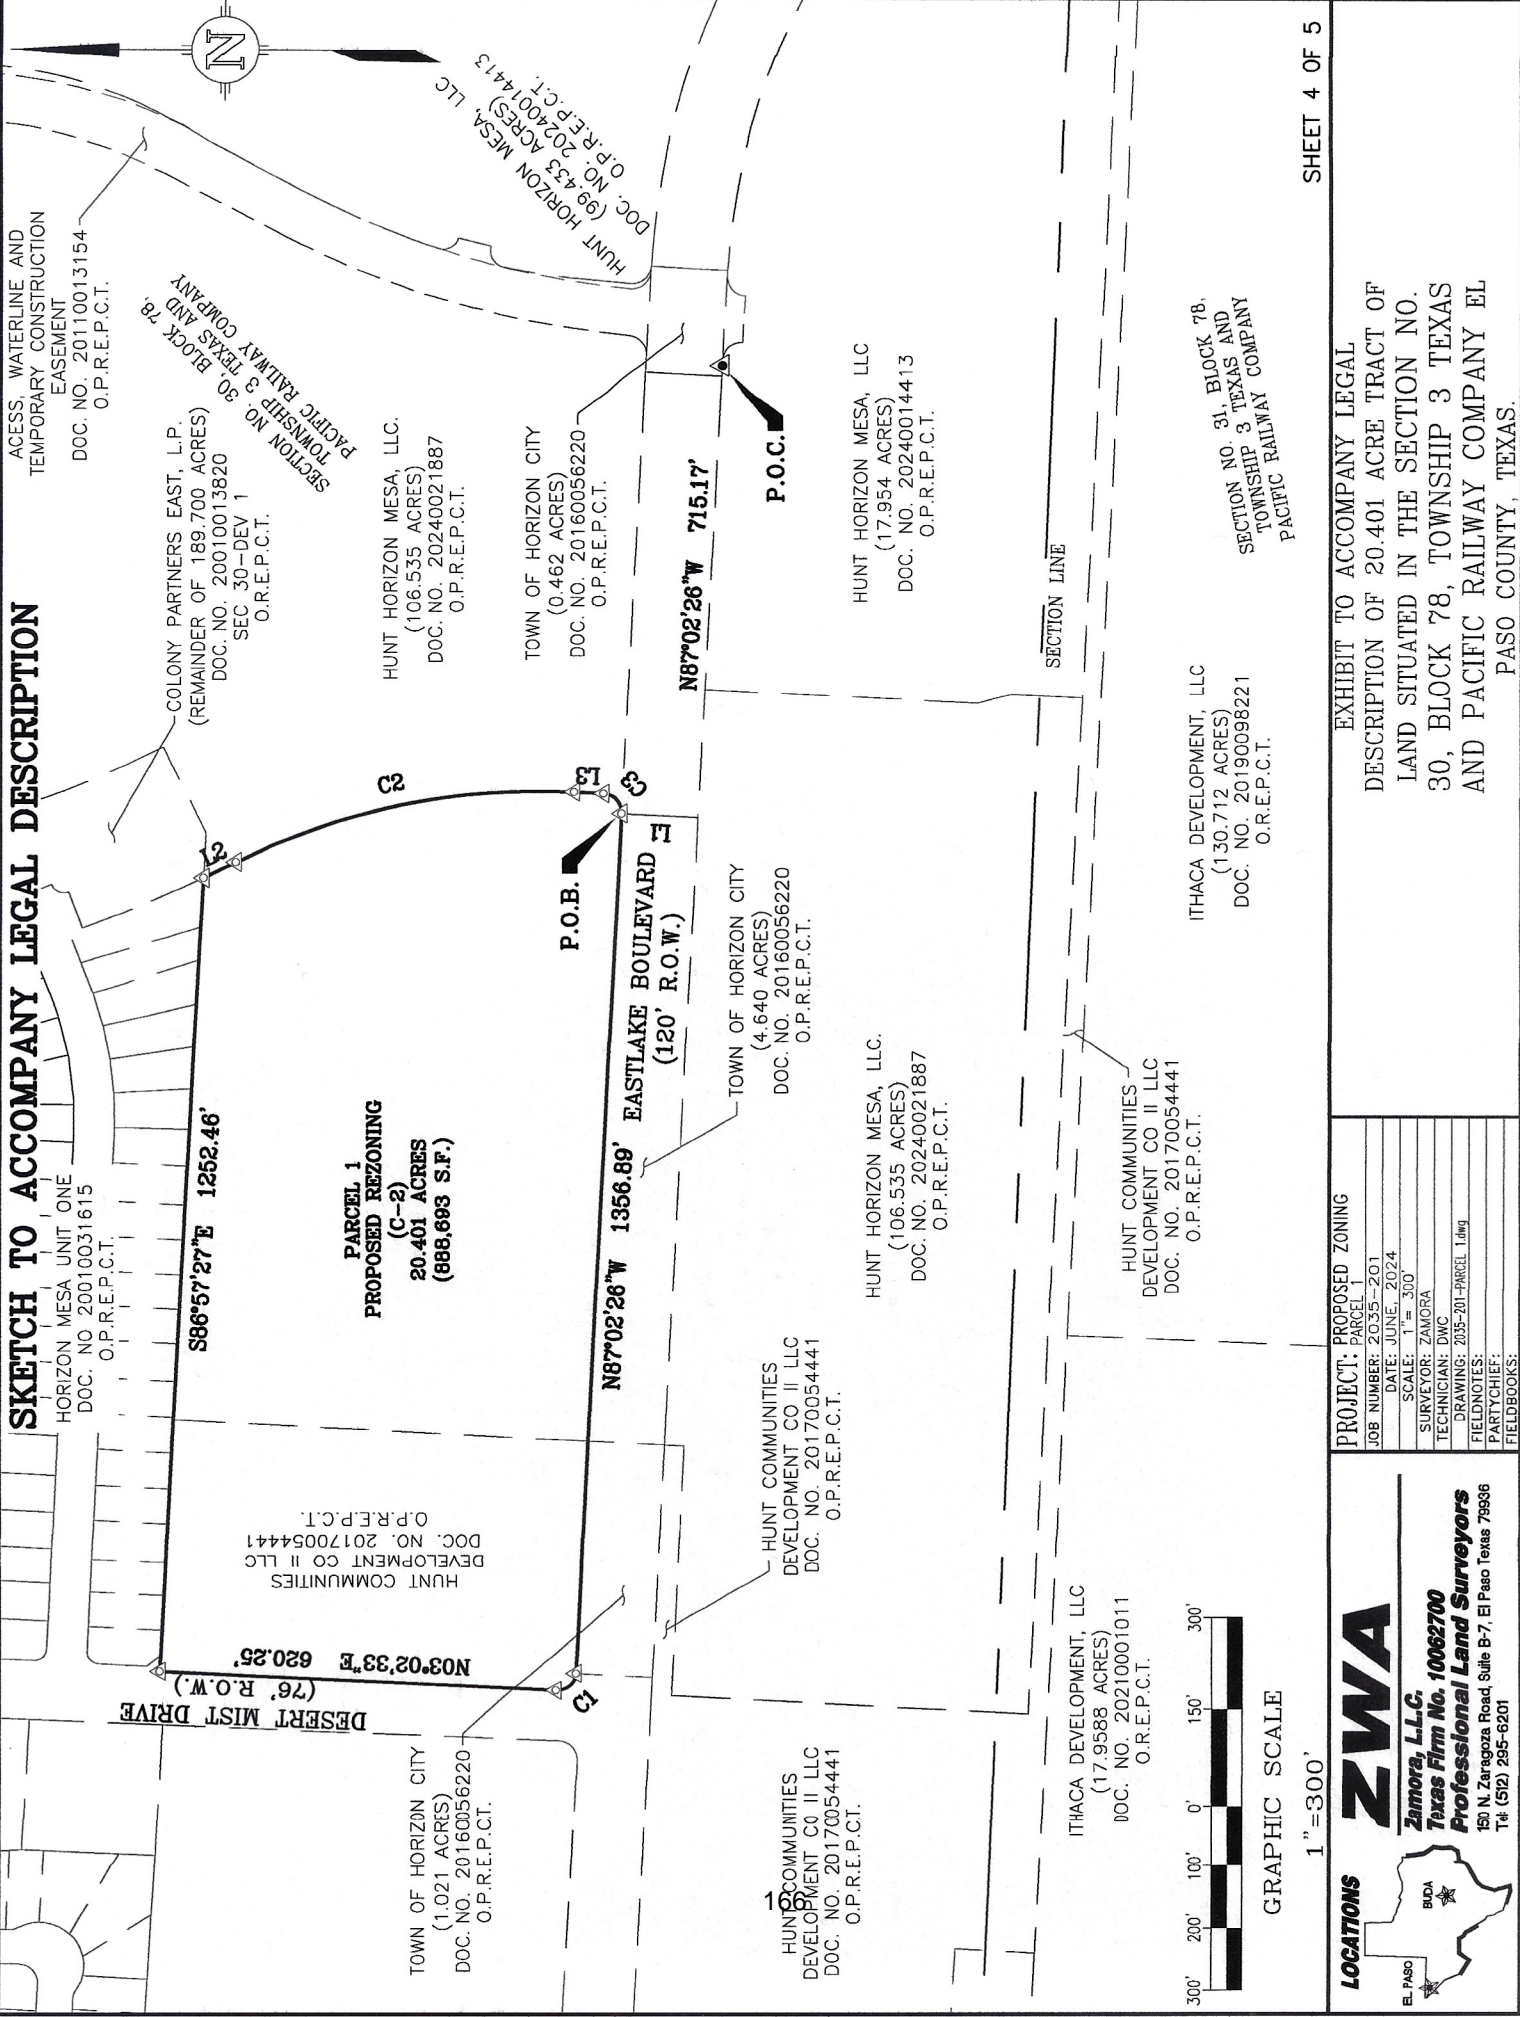 SKETCH TO ACCOMPANY LEGAL DESCRIPTION
HORIZON MESA UNIT ONE
DOC. NO 20010031615
O.P.R.E.P.C.T.
ACESS, WATERLINE AND
TEMPORARY CONSTRUCTION
EASEMENT
DOC. NO. 20110013154
O.P.R.E.P.C.T.
N
COLONY PARTNERS EAST, L.P.
(REMAINDER OF 189.700 ACRES)
DOC. NO. 20010013820
SEC 30-DEV 1
O.R.E.P.C.T.
SECTION NO. 30, BLOCK 78,
TOWNSHIP 3 TEXAS AND
PACIFIC RAILWAY COMPANY
HUNT HORIZON MESA, LLC
(99.433 ACRES)
DOC. NO. 20240014413
O.P.R.E.P.C.T.
HUNT HORIZON MESA, LLC.
(106.535 ACRES)
DOC. NO. 20240021887
O.P.R.E.P.C.T.
TOWN OF HORIZON CITY
(0.462 ACRES)
DOC. NO. 20160056220
O.P.R.E.P.C.T.
S86°57'27"E 1252.46'
L2
C2
L3
C3
L1
PARCEL 1
PROPOSED REZONING
(C-2)
20.401 ACRES
(888,693 S.F.)
HUNT COMMUNITIES
DEVELOPMENT CO II LLC
DOC. NO. 20170054441
O.P.R.E.P.C.T.
DESERT MIST DRIVE
(76' R.O.W.)
N03°02'33"E 620.25'
C1
P.O.B.
N87°02'26"W 1356.89'
EASTLAKE BOULEVARD
(120' R.O.W.)
N87°02'26"W 715.17'
P.O.C.
TOWN OF HORIZON CITY
(1.021 ACRES)
DOC. NO. 20160056220
O.P.R.E.P.C.T.
TOWN OF HORIZON CITY
(4.640 ACRES)
DOC. NO. 20160056220
O.P.R.E.P.C.T.
HUNT COMMUNITIES
DEVELOPMENT CO II LLC
DOC. NO. 20170054441
O.P.R.E.P.C.T.
HUNT COMMUNITIES
DEVELOPMENT CO II LLC
DOC. NO. 20170054441
O.P.R.E.P.C.T.
166
HUNT HORIZON MESA, LLC.
(106.535 ACRES)
DOC. NO. 20240021887
O.P.R.E.P.C.T.
HUNT HORIZON MESA, LLC
(17.954 ACRES)
DOC. NO. 20240014413
O.P.R.E.P.C.T.
SECTION LINE
HUNT COMMUNITIES
DEVELOPMENT CO II LLC
DOC. NO. 20170054441
O.P.R.E.P.C.T.
ITHACA DEVELOPMENT, LLC
(17.9588 ACRES)
DOC. NO. 20210001011
O.R.E.P.C.T.
ITHACA DEVELOPMENT, LLC
(130.712 ACRES)
DOC. NO. 20190098221
O.R.E.P.C.T.
SECTION NO. 31, BLOCK 78,
TOWNSHIP 3 TEXAS AND
PACIFIC RAILWAY COMPANY
300' 200' 100' 0' 150' 300'
GRAPHIC SCALE
1"=300'
SHEET 4 OF 5
LOCATIONS
EL PASO
BUDA
ZWA
Zamora, L.L.C.
Texas Firm No. 10062700
Professional Land Surveyors
150 N. Zaragoza Road, Suite B-7, El Paso Texas 79936
Tel: (512) 295-6201
PROJECT: PROPOSED ZONING
PARCEL 1
JOB NUMBER: 2035-201
DATE: JUNE, 2024
SCALE: 1"= 300'
SURVEYOR: ZAMORA
TECHNICIAN: DWC
DRAWING: 2035-201-PARCEL 1.dwg
FIELDNOTES:
PARTYCHIEF:
FIELDBOOKS:
EXHIBIT TO ACCOMPANY LEGAL
DESCRIPTION OF 20.401 ACRE TRACT OF
LAND SITUATED IN THE SECTION NO.
30, BLOCK 78, TOWNSHIP 3 TEXAS
AND PACIFIC RAILWAY COMPANY EL
PASO COUNTY, TEXAS.